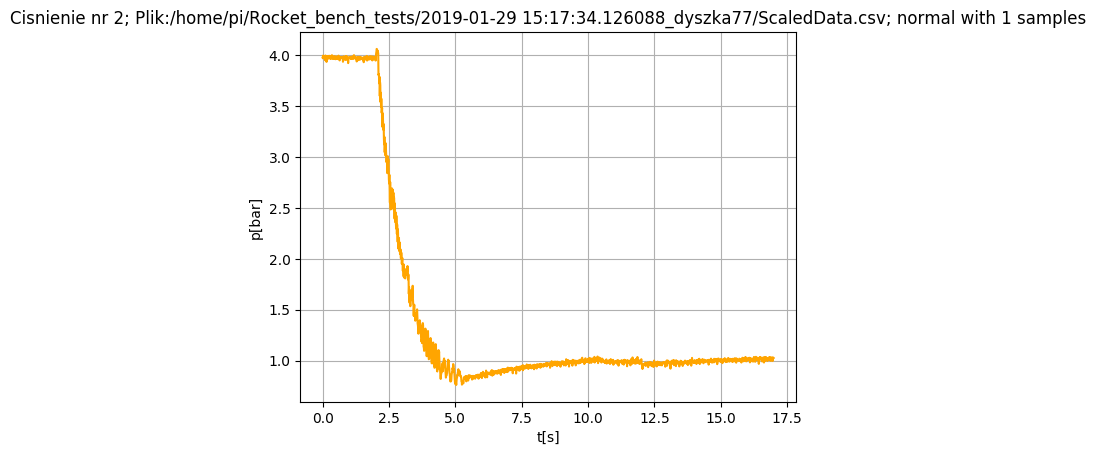 Cisnienie nr 2; Plik:/home/pi/Rocket_bench_tests/2019-01-29 15:17:34.126088_dyszka77/ScaledData.csv; normal with 1 samples
4.0
3.5
3.0
2.5
2.0
1.5
1.0
p[bar]
0.0 2.5 5.0 7.5 10.0 12.5 15.0 17.5
t[s]